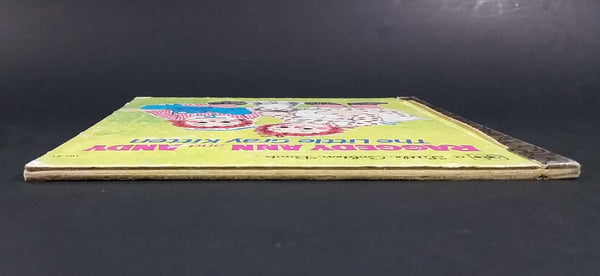 a Little Golden Book
RAGGEDY ANN and ANDY
The Little Gray Kitten